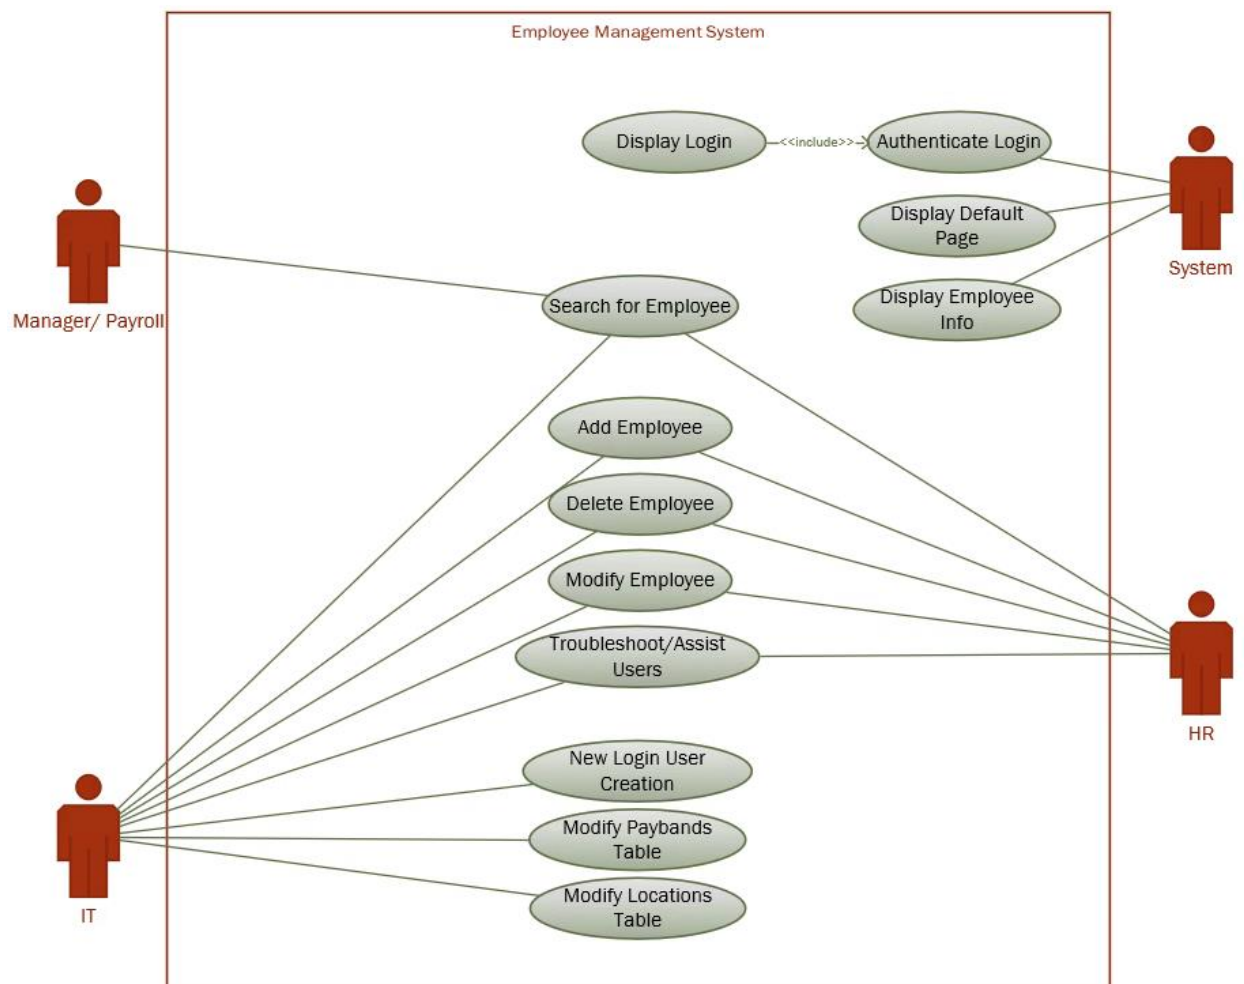 Employee Management System
Display Login
<<include>>
Authenticate Login
Display Default
Page
System
Manager/ Payroll
Search for Employee
Display Employee
Info
Add Employee
Delete Employee
Modify Employee
Troubleshoot/Assist
Users
HR
New Login User
Creation
Modify Paybands
Table
Modify Locations
Table
IT